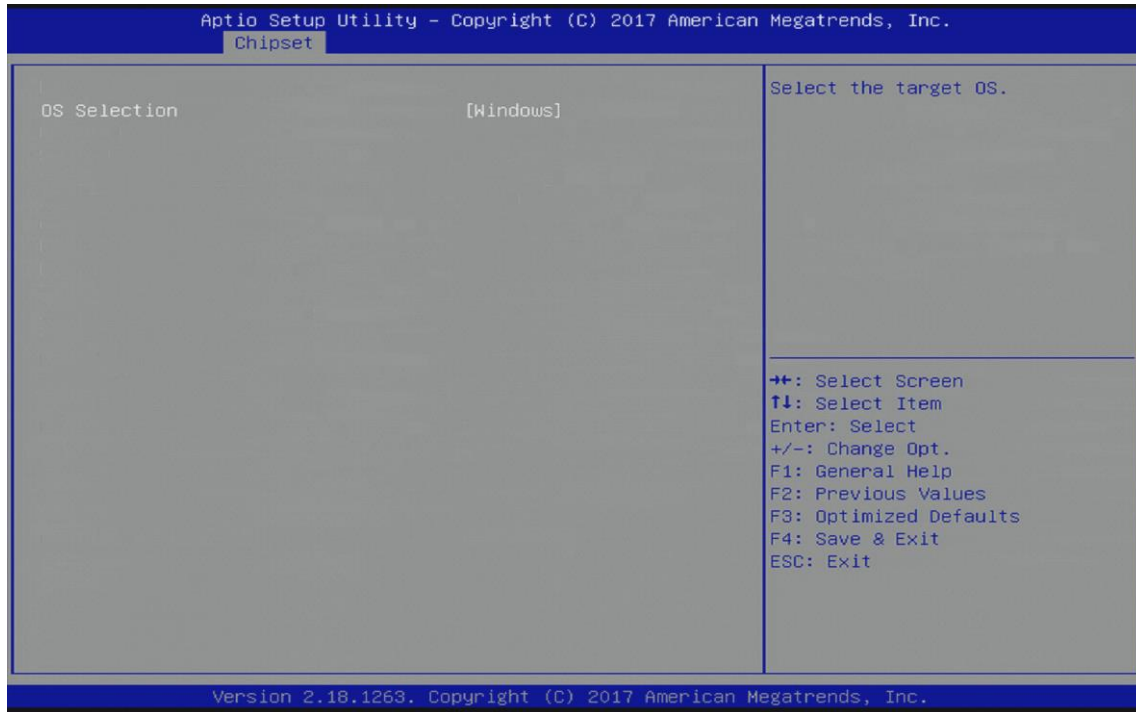 Aptio Setup Utility – Copyright (C) 2017 American Megatrends, Inc.
Chipset
OS Selection [Windows]
Select the target OS.
→←: Select Screen
↑↓: Select Item
Enter: Select
+/-: Change Opt.
F1: General Help
F2: Previous Values
F3: Optimized Defaults
F4: Save & Exit
ESC: Exit
Version 2.18.1263. Copyright (C) 2017 American Megatrends, Inc.